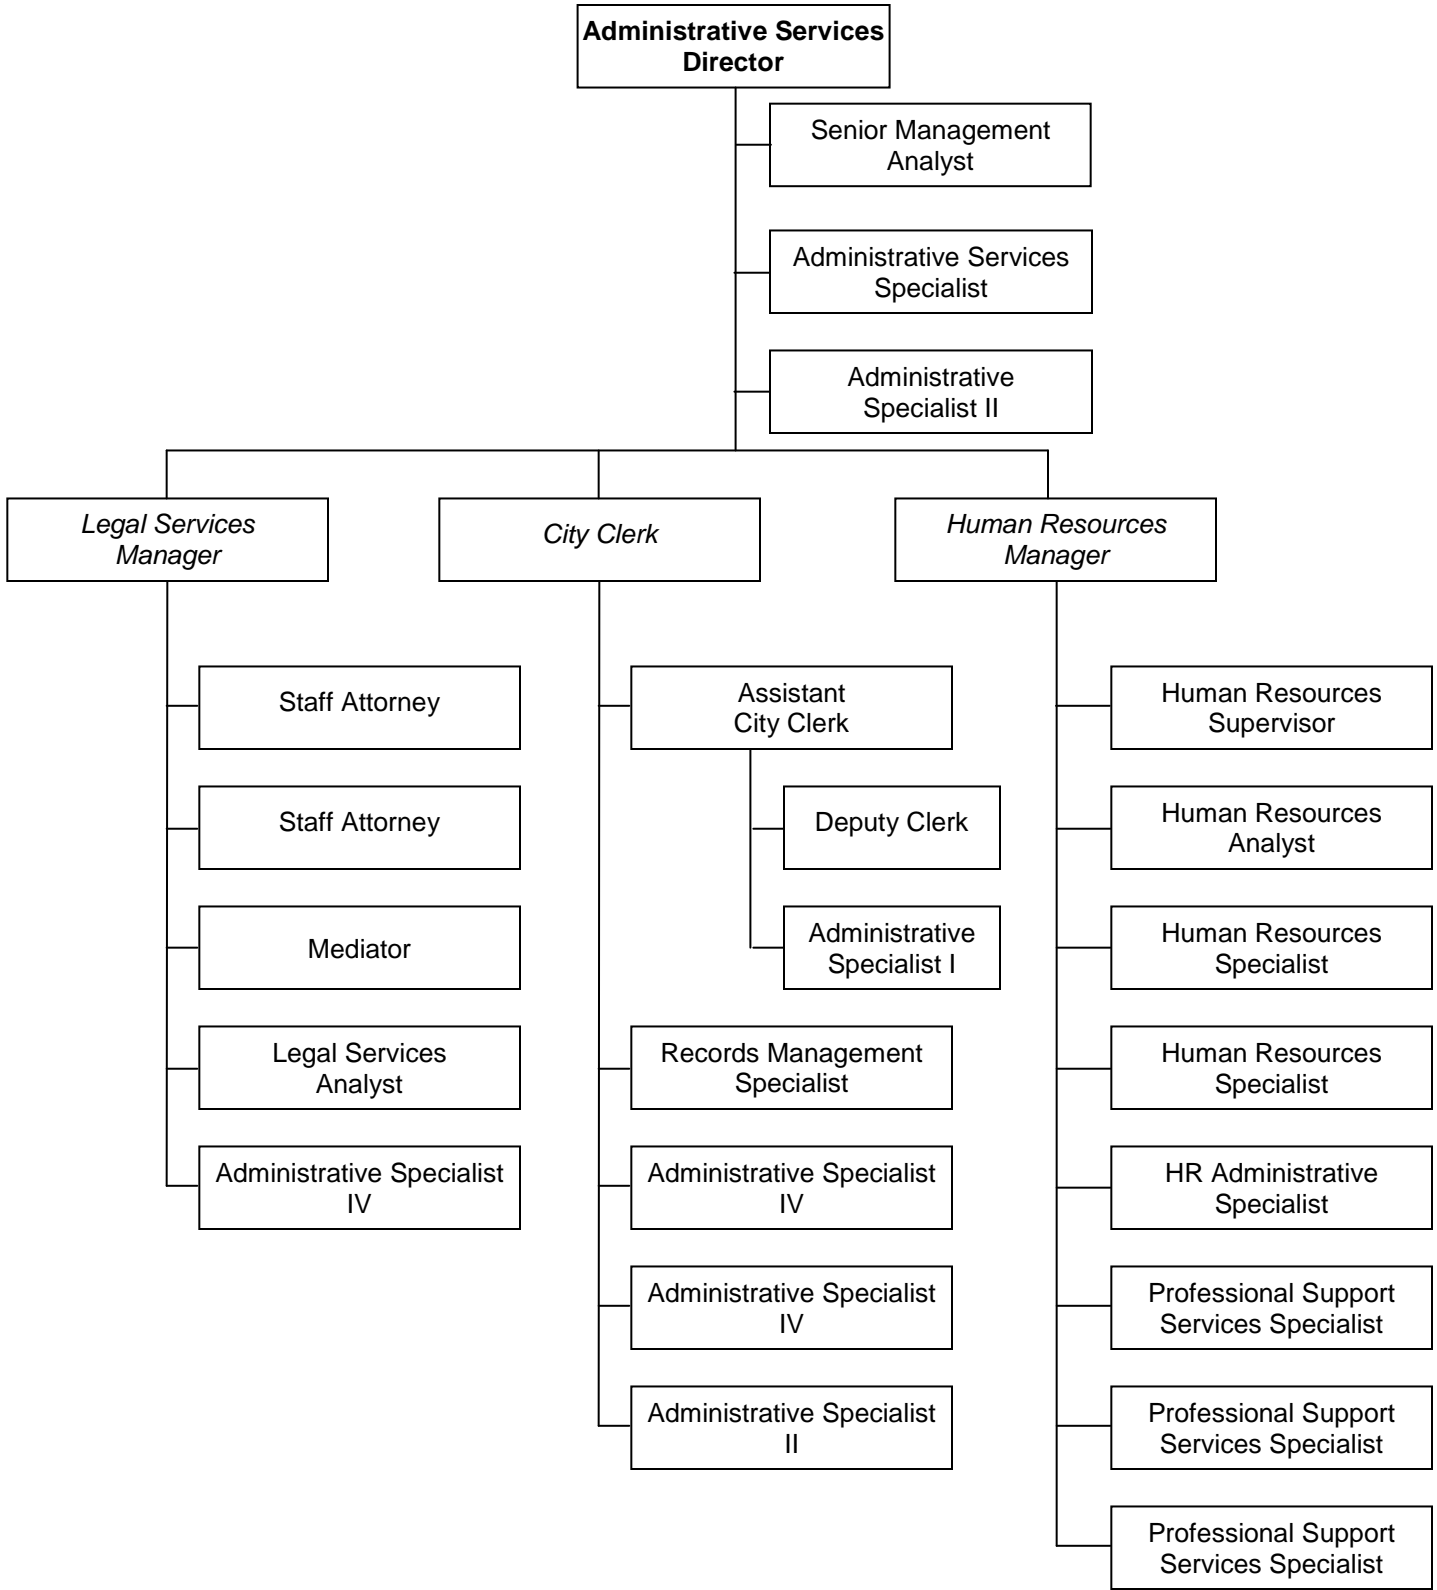 Administrative Services
Director
Senior Management
Analyst
Administrative Services
Specialist
Administrative
Specialist II
Legal Services
Manager
City Clerk
Human Resources
Manager
Staff Attorney
Staff Attorney
Mediator
Legal Services
Analyst
Administrative Specialist
IV
Assistant
City Clerk
Deputy Clerk
Administrative
Specialist I
Records Management
Specialist
Administrative Specialist
IV
Administrative Specialist
IV
Administrative Specialist
II
Human Resources
Supervisor
Human Resources
Analyst
Human Resources
Specialist
Human Resources
Specialist
HR Administrative
Specialist
Professional Support
Services Specialist
Professional Support
Services Specialist
Professional Support
Services Specialist